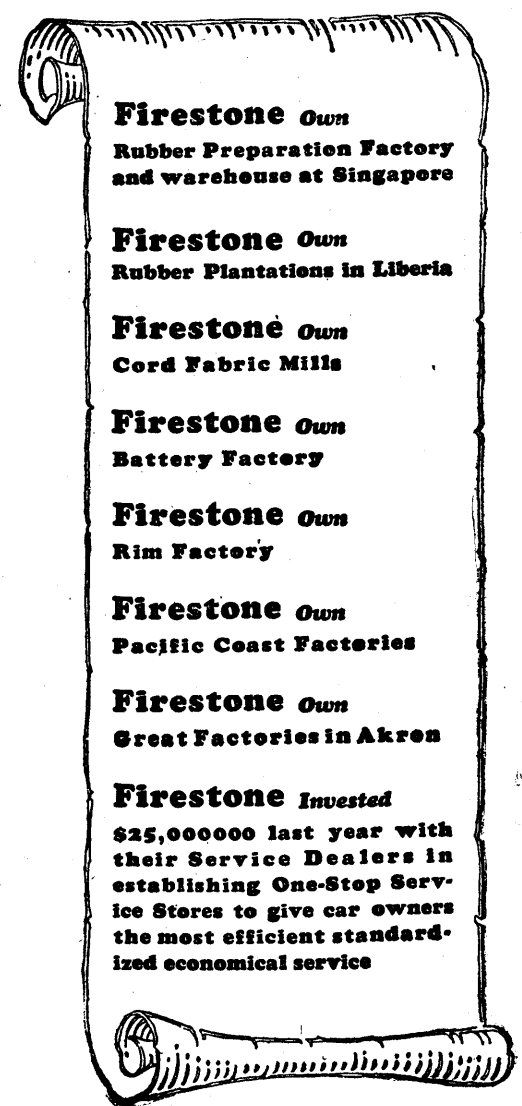 Firestone Own
Rubber Preparation Factory
and warehouse at Singapore
Firestone Own
Rubber Plantations in Liberia
Firestone Own
Cord Fabric Mills
Firestone Own
Battery Factory
Firestone Own
Rim Factory
Firestone Own
Pacific Coast Factories
Firestone Own
Great Factories in Akron
Firestone Invested
$25,000000 last year with
their Service Dealers in
establishing One-Stop Serv-
ice Stores to give car owners
the most efficient standard-
ized economical service